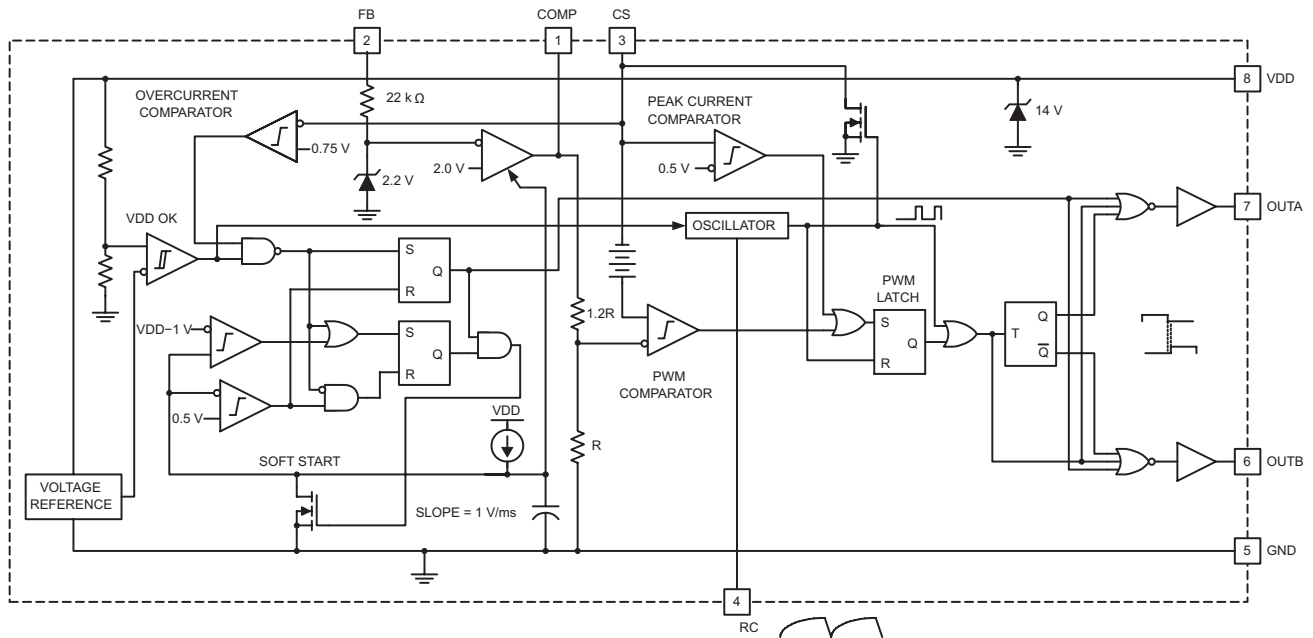 FB
COMP
CS
2
1
3
8
VDD
OVERCURRENT
COMPARATOR
22 k Ω
PEAK CURRENT
COMPARATOR
14 V
0.75 V
2.0 V
0.5 V
2.2 V
VDD OK
OSCILLATOR
7
OUTA
S
Q
R
PWM
LATCH
1.2R
VDD−1 V
S
Q
R
S
Q
R
T
Q
Q
PWM
COMPARATOR
0.5 V
VDD
R
SOFT START
6
OUTB
VOLTAGE
REFERENCE
SLOPE = 1 V/ms
5
GND
4
RC